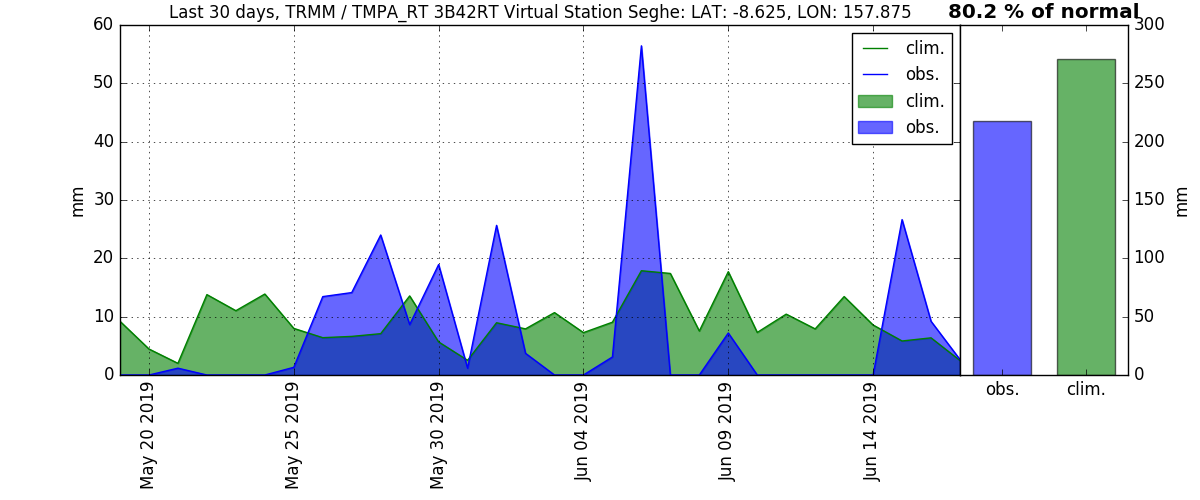 Last 30 days, TRMM / TMPA_RT 3B42RT Virtual Station Seghe: LAT: -8.625, LON: 157.875
80.2 % of normal
60
50
40
30
20
10
0
mm
clim.
obs.
clim.
obs.
May 20 2019
May 25 2019
May 30 2019
Jun 04 2019
Jun 09 2019
Jun 14 2019
300
250
200
150
100
50
0
mm
obs.
clim.